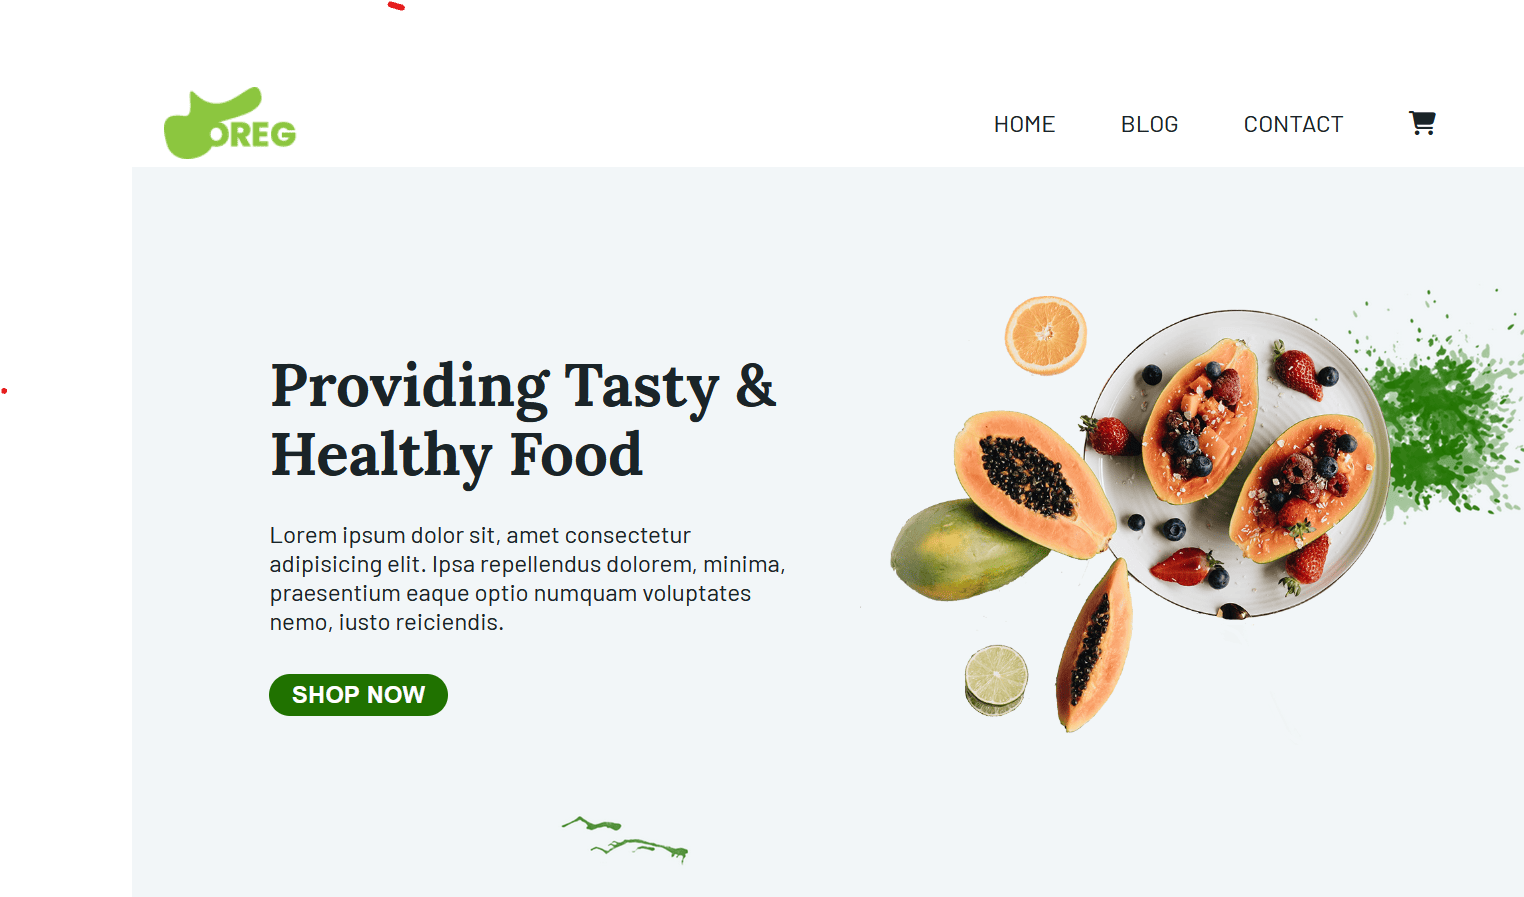 OREG
HOME BLOG CONTACT
Providing Tasty &
Healthy Food
Lorem ipsum dolor sit, amet consectetur
adipisicing elit. Ipsa repellendus dolorem, minima,
praesentium eaque optio numquam voluptates
nemo, iusto reiciendis.
SHOP NOW